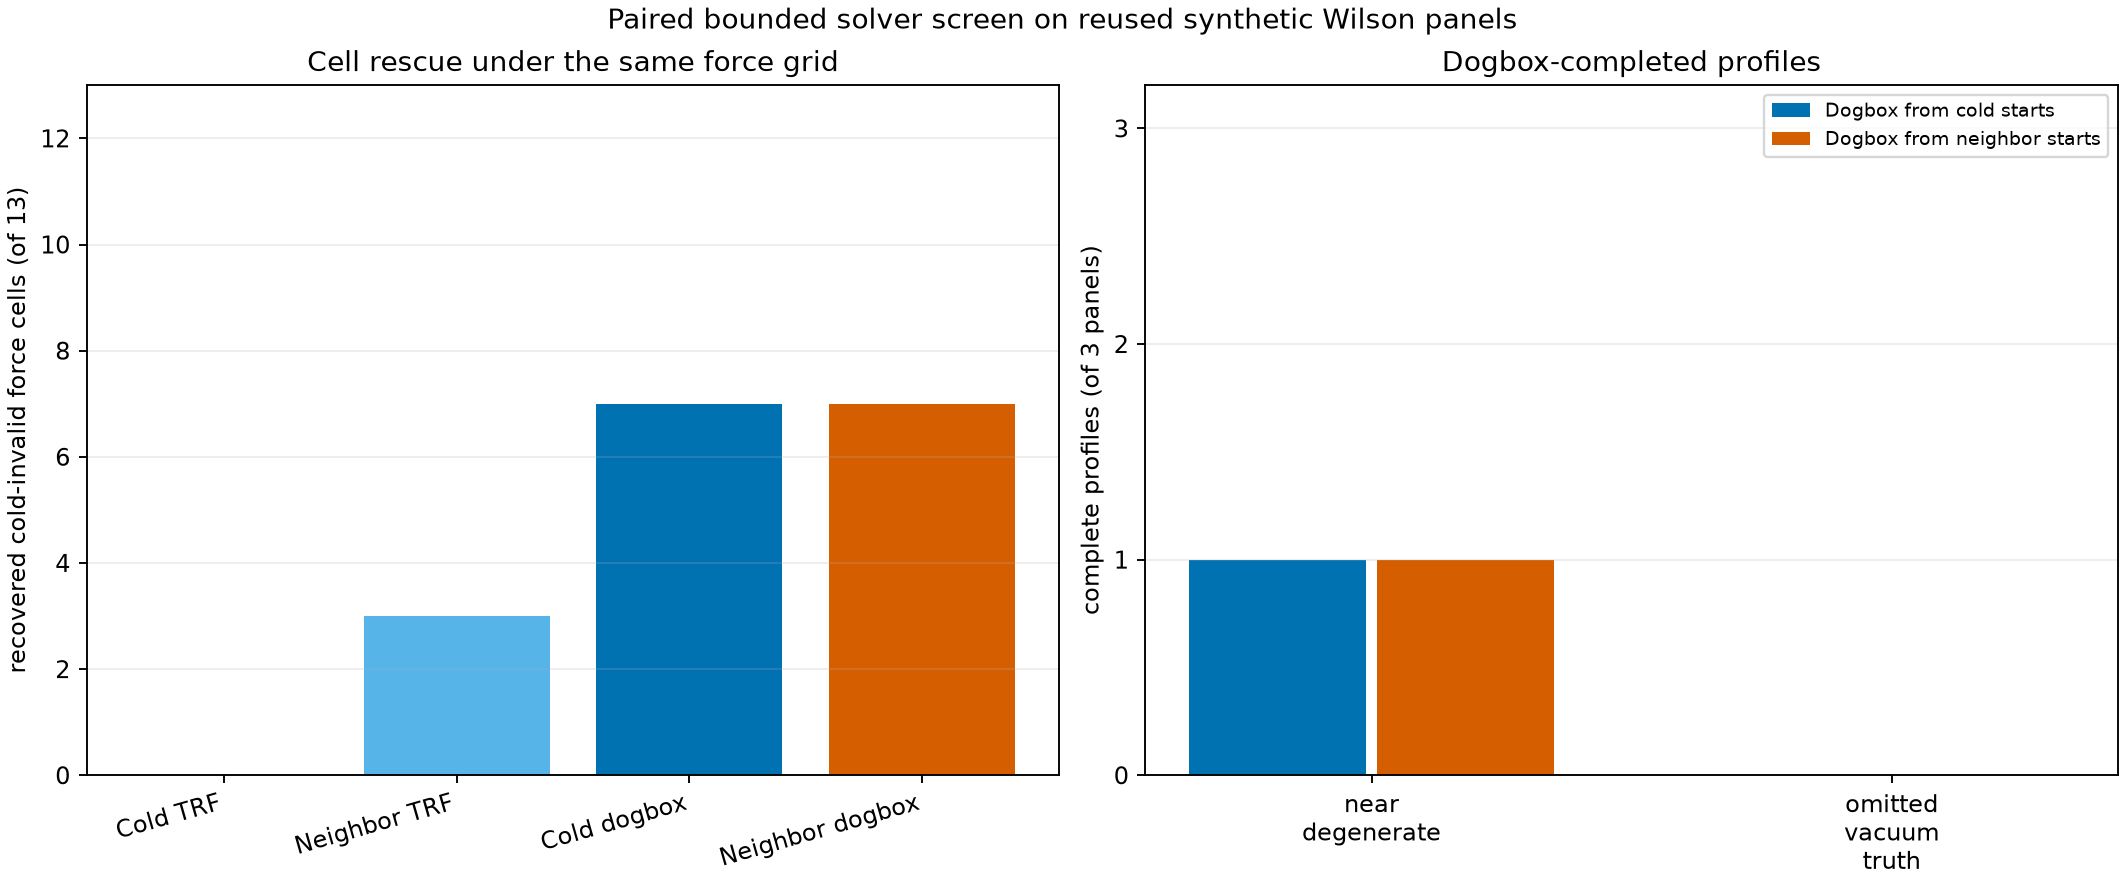 Paired bounded solver screen on reused synthetic Wilson panels
Cell rescue under the same force grid
recovered cold-invalid force cells (of 13)
12
10
8
6
4
2
0
Cold TRF
Neighbor TRF
Cold dogbox
Neighbor dogbox
Dogbox-completed profiles
Dogbox from cold starts
Dogbox from neighbor starts
complete profiles (of 3 panels)
3
2
1
0
near
degenerate
omitted
vacuum
truth